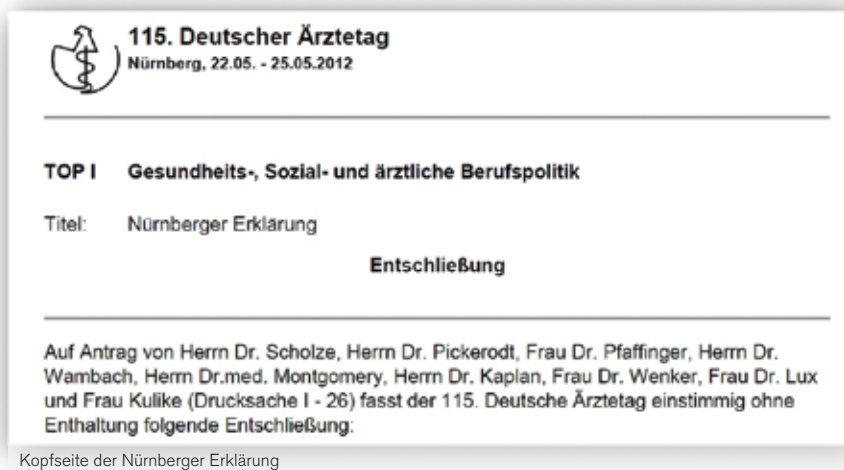 115. Deutscher Ärztetag
Nürnberg, 22.05. - 25.05.2012
TOP I Gesundheits-, Sozial- und ärztliche Berufspolitik
Titel: Nürnberger Erklärung
Entschließung
Auf Antrag von Herrn Dr. Scholze, Herrn Dr. Pickerodt, Frau Dr. Pfaffinger, Herrn Dr.
Wambach, Herrn Dr.med. Montgomery, Herrn Dr. Kaplan, Frau Dr. Wenker, Frau Dr. Lux
und Frau Kulike (Drucksache I - 26) fasst der 115. Deutsche Ärztetag einstimmig ohne
Enthaltung folgende Entschließung:
Kopfseite der Nürnberger Erklärung